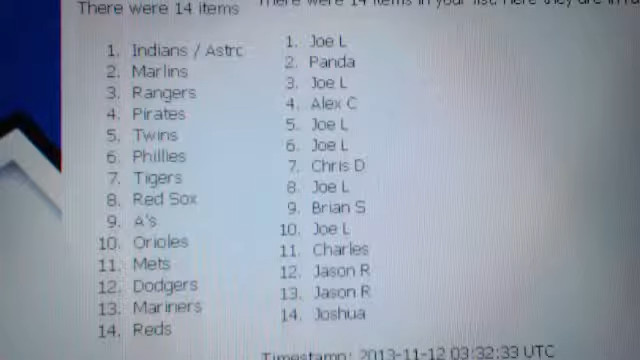 There were 14 items
There were 14 items in your list. Here they are in
1. Indians / Astrc
2. Marlins
3. Rangers
4. Pirates
5. Twins
6. Phillies
7. Tigers
8. Red Sox
9. A's
10. Orioles
11. Mets
12. Dodgers
13. Mariners
14. Reds
1. Joe L
2. Panda
3. Joe L
4. Alex C
5. Joe L
6. Joe L
7. Chris D
8. Joe L
9. Brian S
10. Joe L
11. Charles
12. Jason R
13. Jason R
14. Joshua
Timestamp: 2013-11-12 03:32:33 UTC